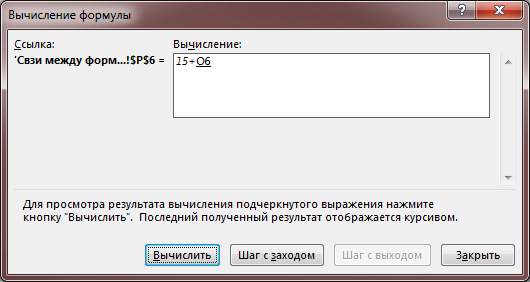 Вычисление формулы
Ссылка:
Вычисление:
'Свзи между форм...!$P$6 =
15+O6
Для просмотра результата вычисления подчеркнутого выражения нажмите
кнопку "Вычислить". Последний полученный результат отображается курсивом.
Вычислить
Шаг с заходом
Шаг с выходом
Закрыть